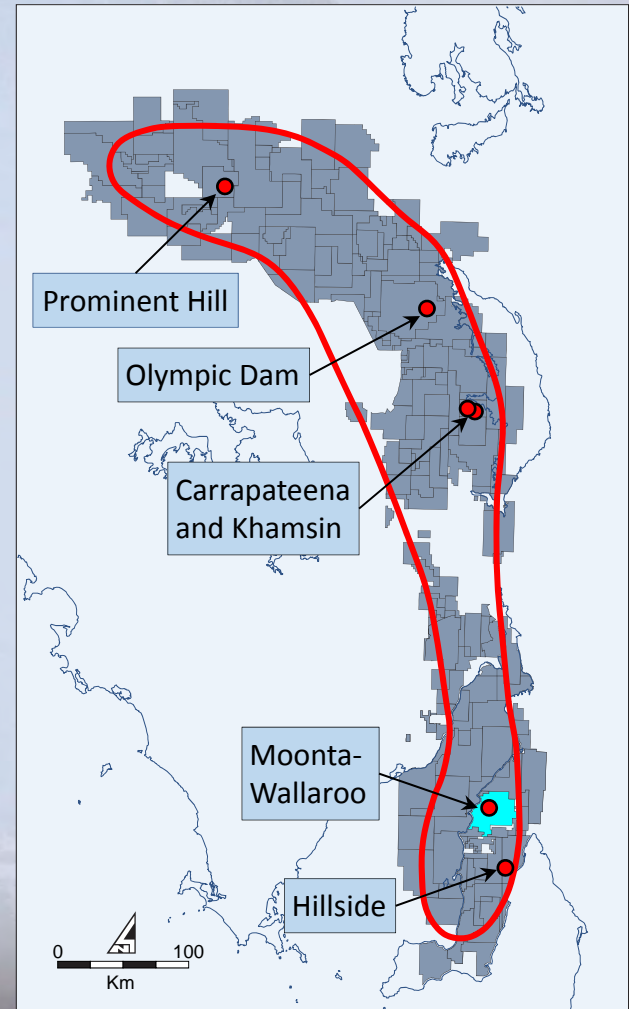 Prominent Hill
Olympic Dam
Carrapateena
and Khamsin
Moonta-
Wallaroo
Hillside
0 100
Km